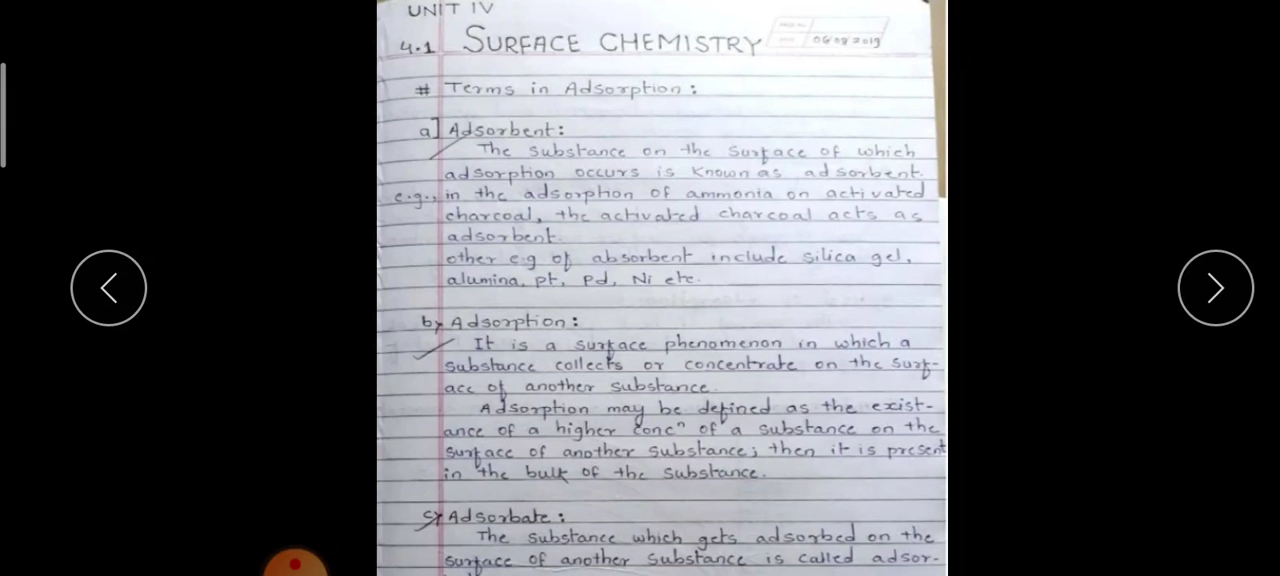 UNIT IV
4.1 SURFACE CHEMISTRY
06082019
# Terms in Adsorption:
a] Adsorbent:
The substance on the surface of which
adsorption occurs is known as adsorbent.
e.g., in the adsorption of ammonia on activated
charcoal, the activated charcoal acts as
adsorbent.
other e.g of absorbent include silica gel,
alumina, pt, pd, Ni etc.
b) Adsorption:
It is a surface phenomenon in which a
substance collects or concentrate on the surf-
ace of another substance.
Adsorption may be defined as the exist-
ance of a higher concⁿ of a substance on the
surface of another substance; then it is present
in the bulk of the substance.
c) Adsorbate:
The substance which gets adsorbed on the
surface of another substance is called adsor-